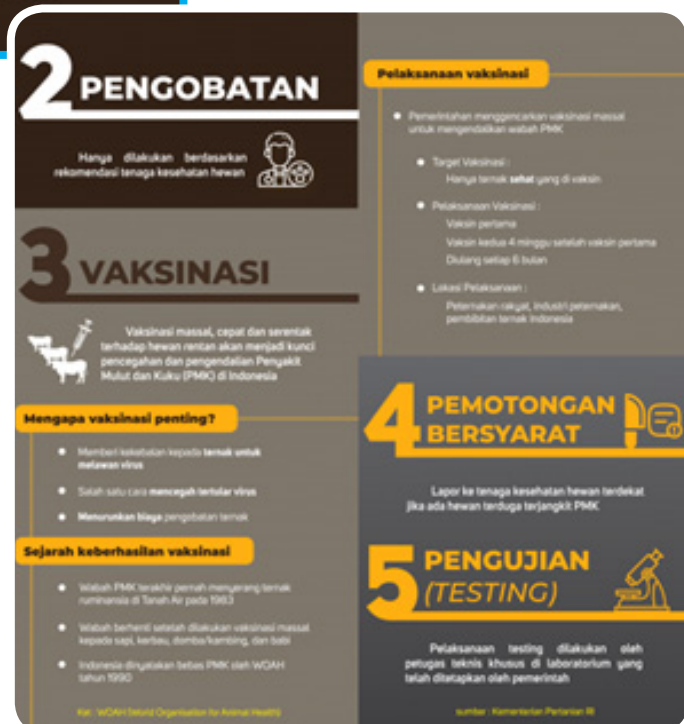 2 PENGOBATAN
Hanya dilakukan berdasarkan
rekomendasi tenaga kesehatan hewan
3 VAKSINASI
Vaksinasi massal, cepat dan serentak
terhadap hewan rentan akan menjadi kunci
pencegahan dan pengendalian Penyakit
Mulut dan Kuku (PMK) di Indonesia
Mengapa vaksinasi penting?
Memberi kekebalan kepada ternak untuk
melawan virus
Salah satu cara mencegah tertular virus
Menurunkan biaya pengobatan ternak
Sejarah keberhasilan vaksinasi
Wabah PMK terakhir pernah menyerang ternak
ruminansia di Tanah Air pada 1983
Wabah berhenti setelah dilakukan vaksinasi massal
kepada sapi, kerbau, domba/kambing, dan babi
Indonesia dinyatakan bebas PMK oleh WOAH
tahun 1990
Ket : WOAH (World Organisation for Animal Health)
Pelaksanaan vaksinasi
Pemerintahan menggencarkan vaksinasi massal
untuk mengendalikan wabah PMK
Target Vaksinasi :
Hanya ternak sehat yang di vaksin
Pelaksanaan Vaksinasi :
Vaksin pertama
Vaksin kedua 4 minggu setelah vaksin pertama
Diulang setiap 6 bulan
Lokasi Pelaksanaan :
Peternakan rakyat, industri peternakan,
pembibitan ternak Indonesia
4 PEMOTONGAN
BERSYARAT
Lapor ke tenaga kesehatan hewan terdekat
jika ada hewan terduga terjangkit PMK
5 PENGUJIAN
(TESTING)
Pelaksanaan testing dilakukan oleh
petugas teknis khusus di laboratorium yang
telah ditetapkan oleh pemerintah
sumber : Kementerian Pertanian RI